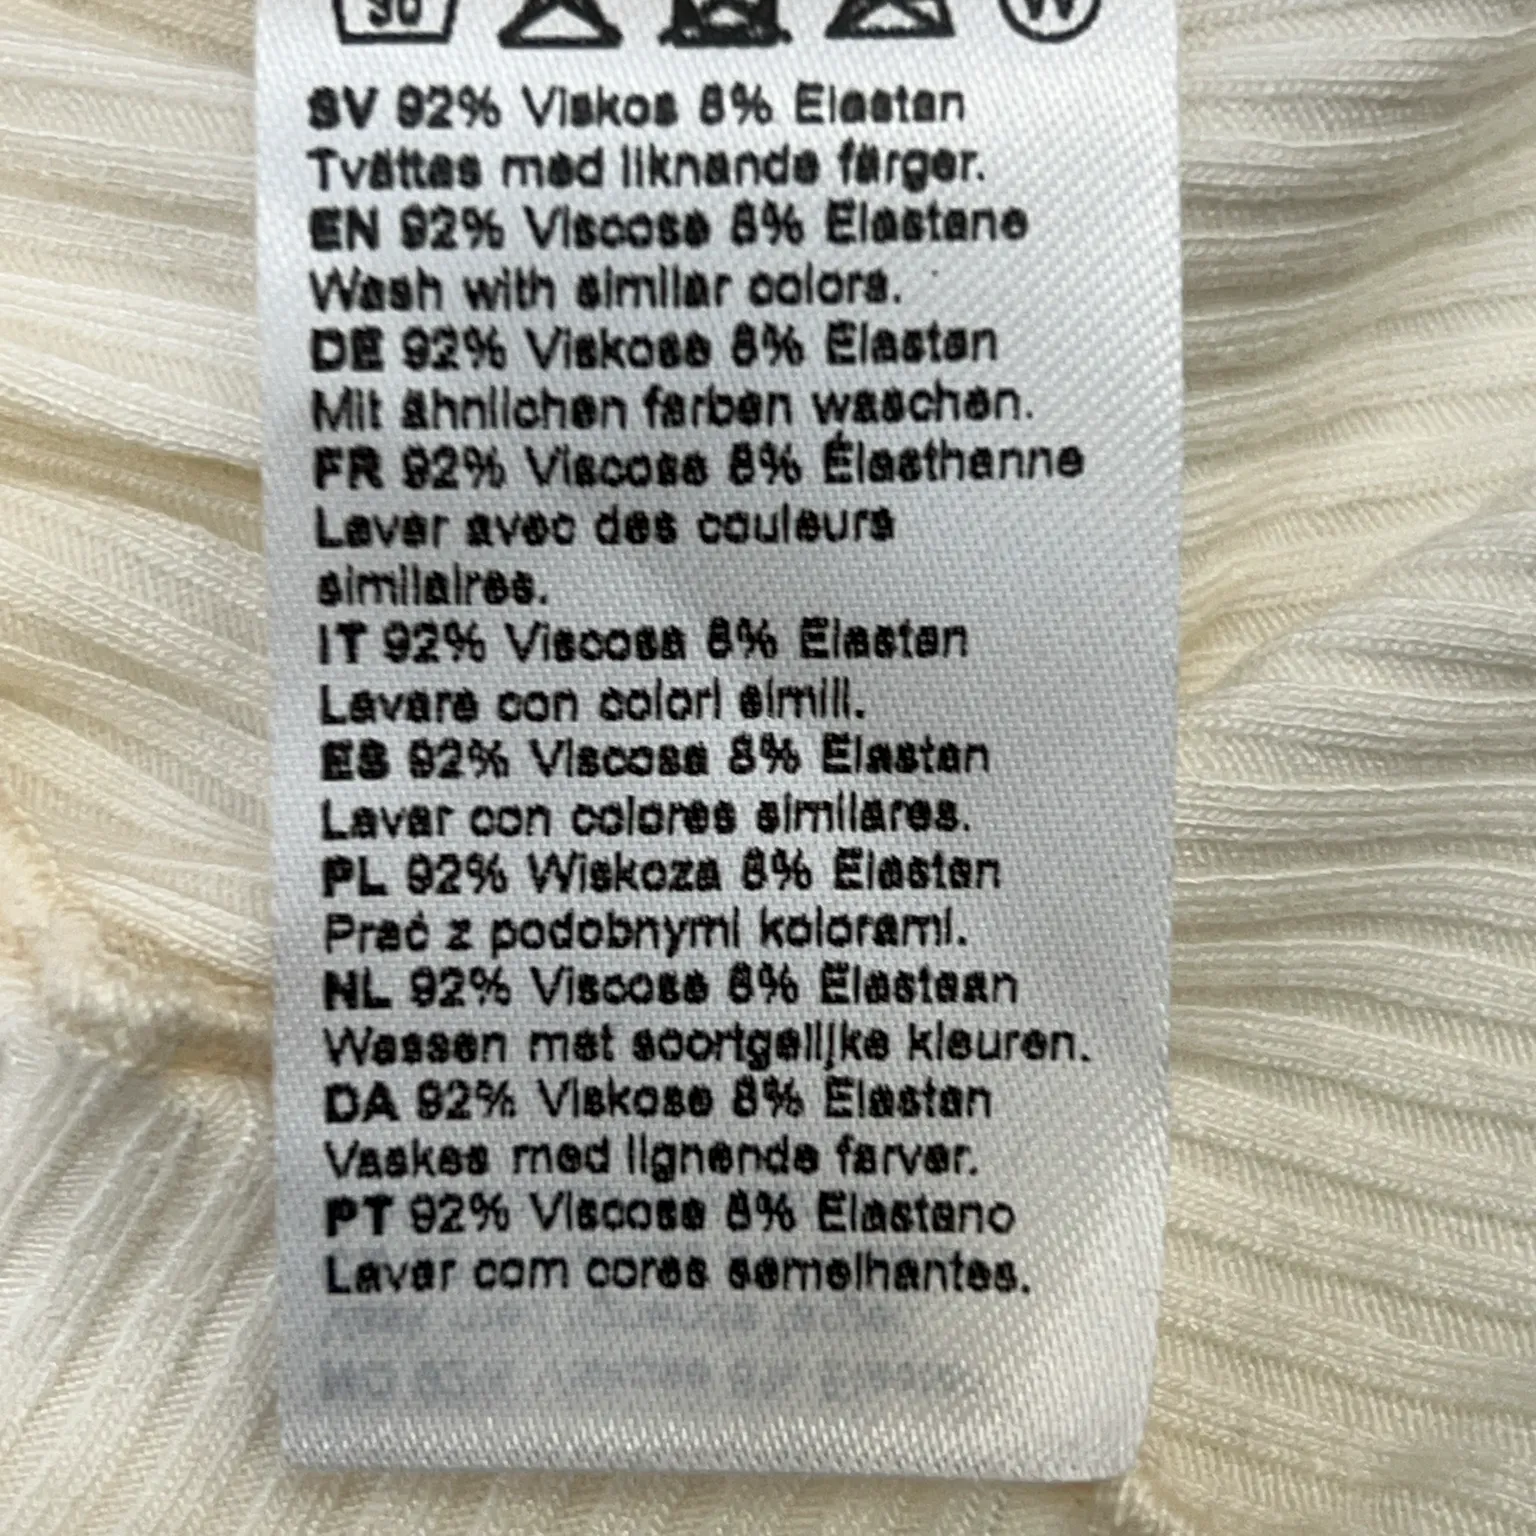 30
W
SV 92% Viskos 8% Elastan
Tvättas med liknande färger.
EN 92% Viscose 8% Elastane
Wash with similar colors.
DE 92% Viskose 8% Elastan
Mit ähnlichen farben waschen.
FR 92% Viscose 8% Élasthanne
Laver avec des couleurs
similaires.
IT 92% Viscosa 8% Elastan
Lavare con colori simili.
ES 92% Viscosa 8% Elastan
Lavar con colores similares.
PL 92% Wiskoza 8% Elastan
Prać z podobnymi kolorami.
NL 92% Viscose 8% Elastaan
Wassen met soortgelijke kleuren.
DA 92% Viskose 8% Elastan
Vaskes med lignende farver.
PT 92% Viscose 8% Elastano
Lavar com cores semelhantes.